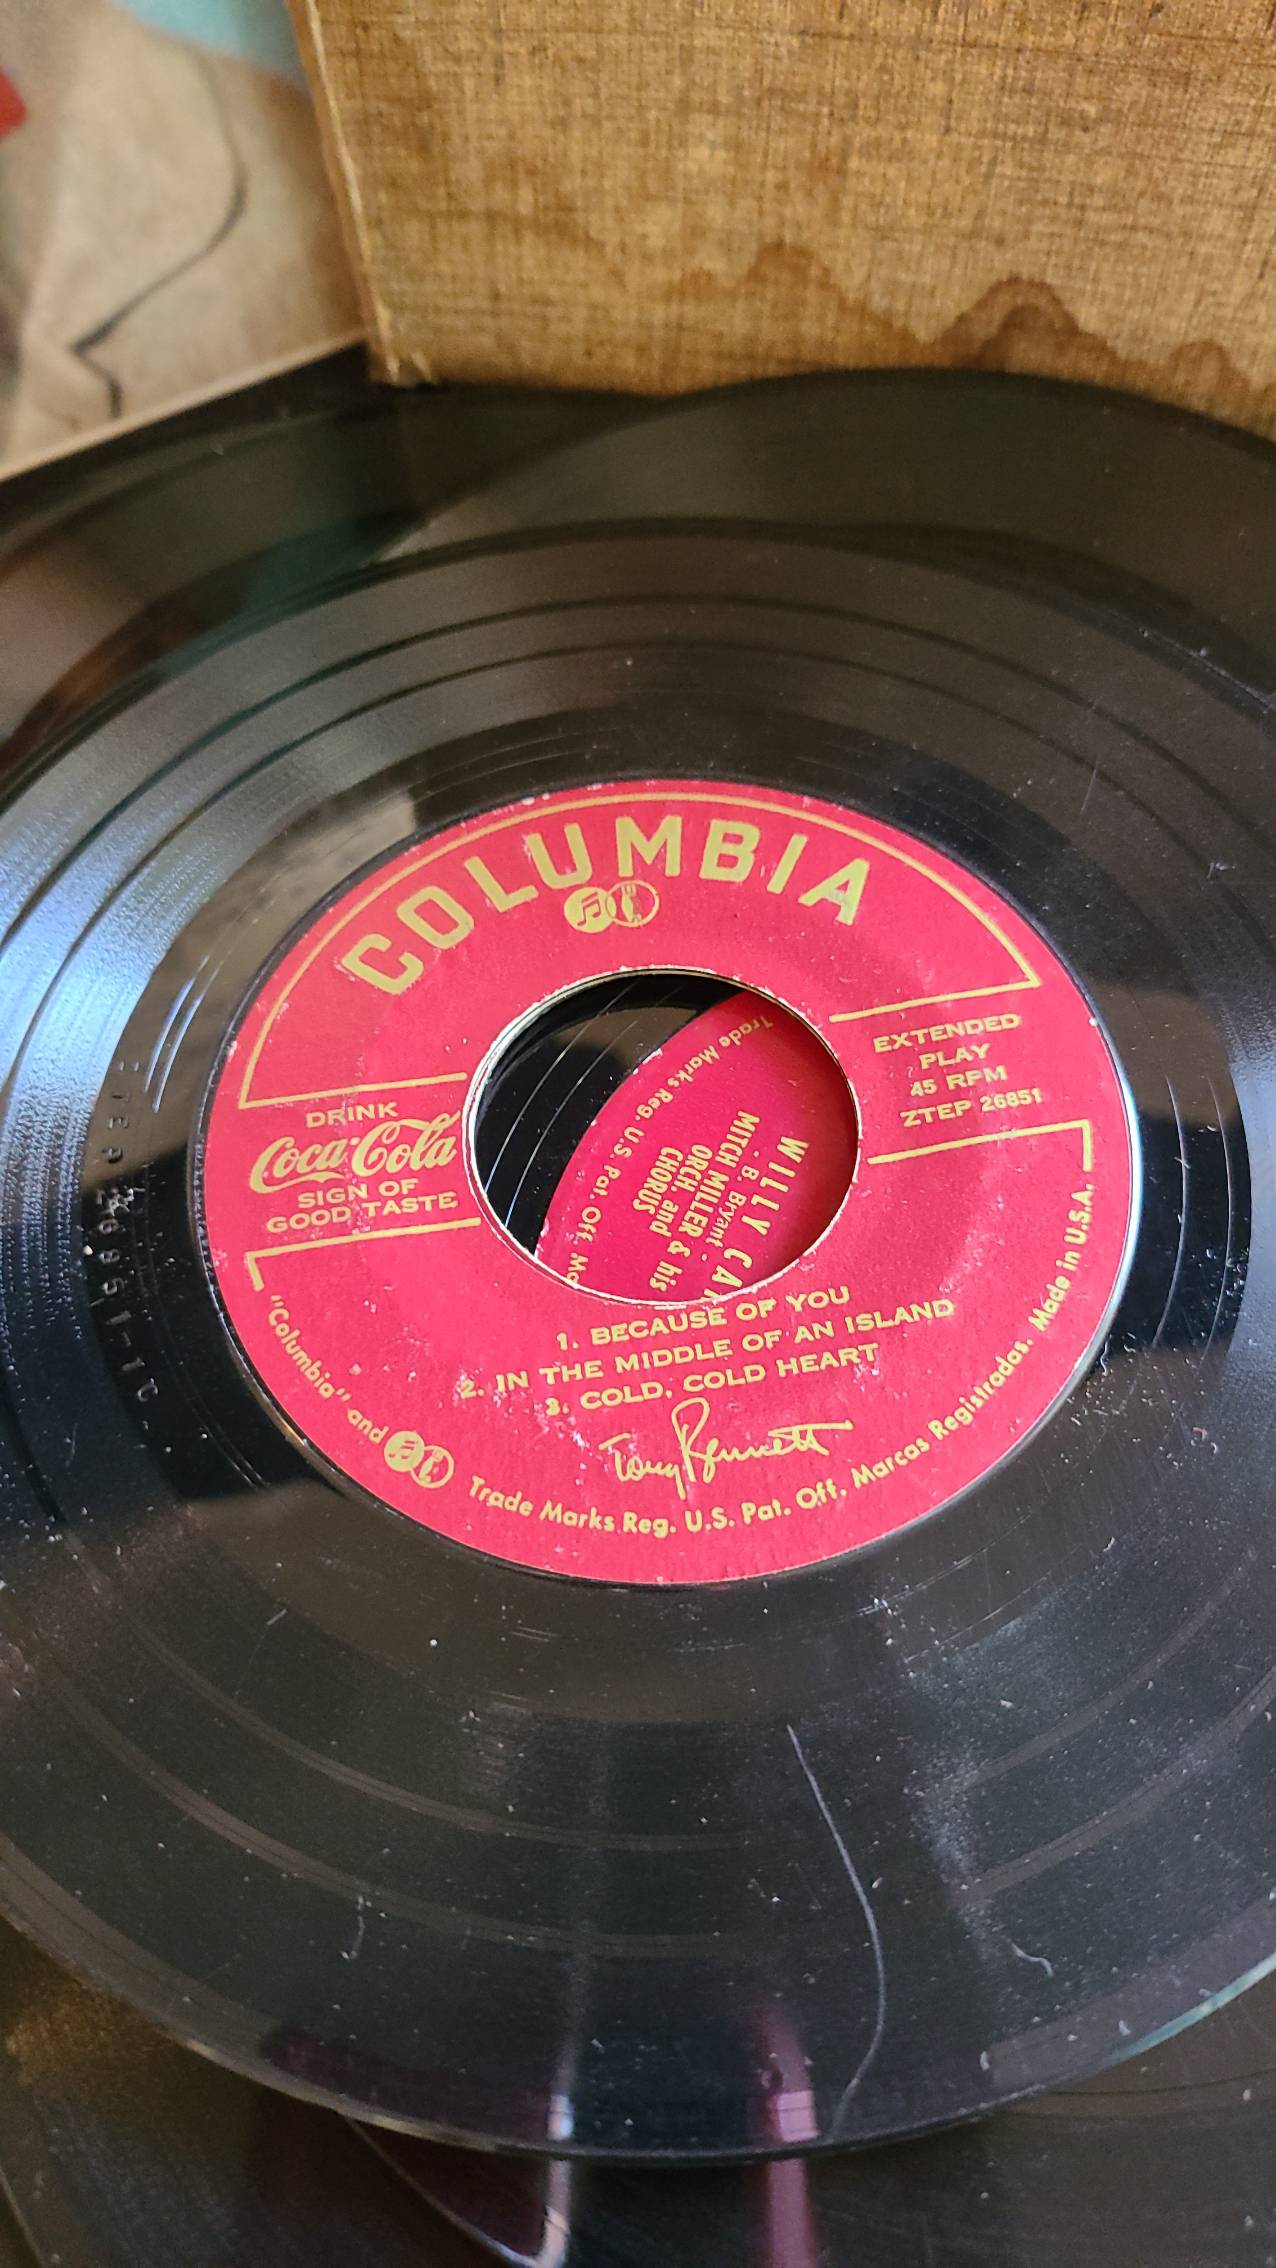 COLUMBIA
DRINK
Coca-Cola
SIGN OF
GOOD TASTE
EXTENDED
PLAY
45 RPM
ZTEP 26851
1. BECAUSE OF YOU
2. IN THE MIDDLE OF AN ISLAND
3. COLD, COLD HEART
Tony Bennett
"Columbia" and Trade Marks Reg. U.S. Pat. Off. Marcas Registradas. Made in U.S.A.
Trade Marks Reg. U.S. Pat. Off.
WILLY
B. Bryant
MITCH MILLER & his
ORCH. and
CHORUS